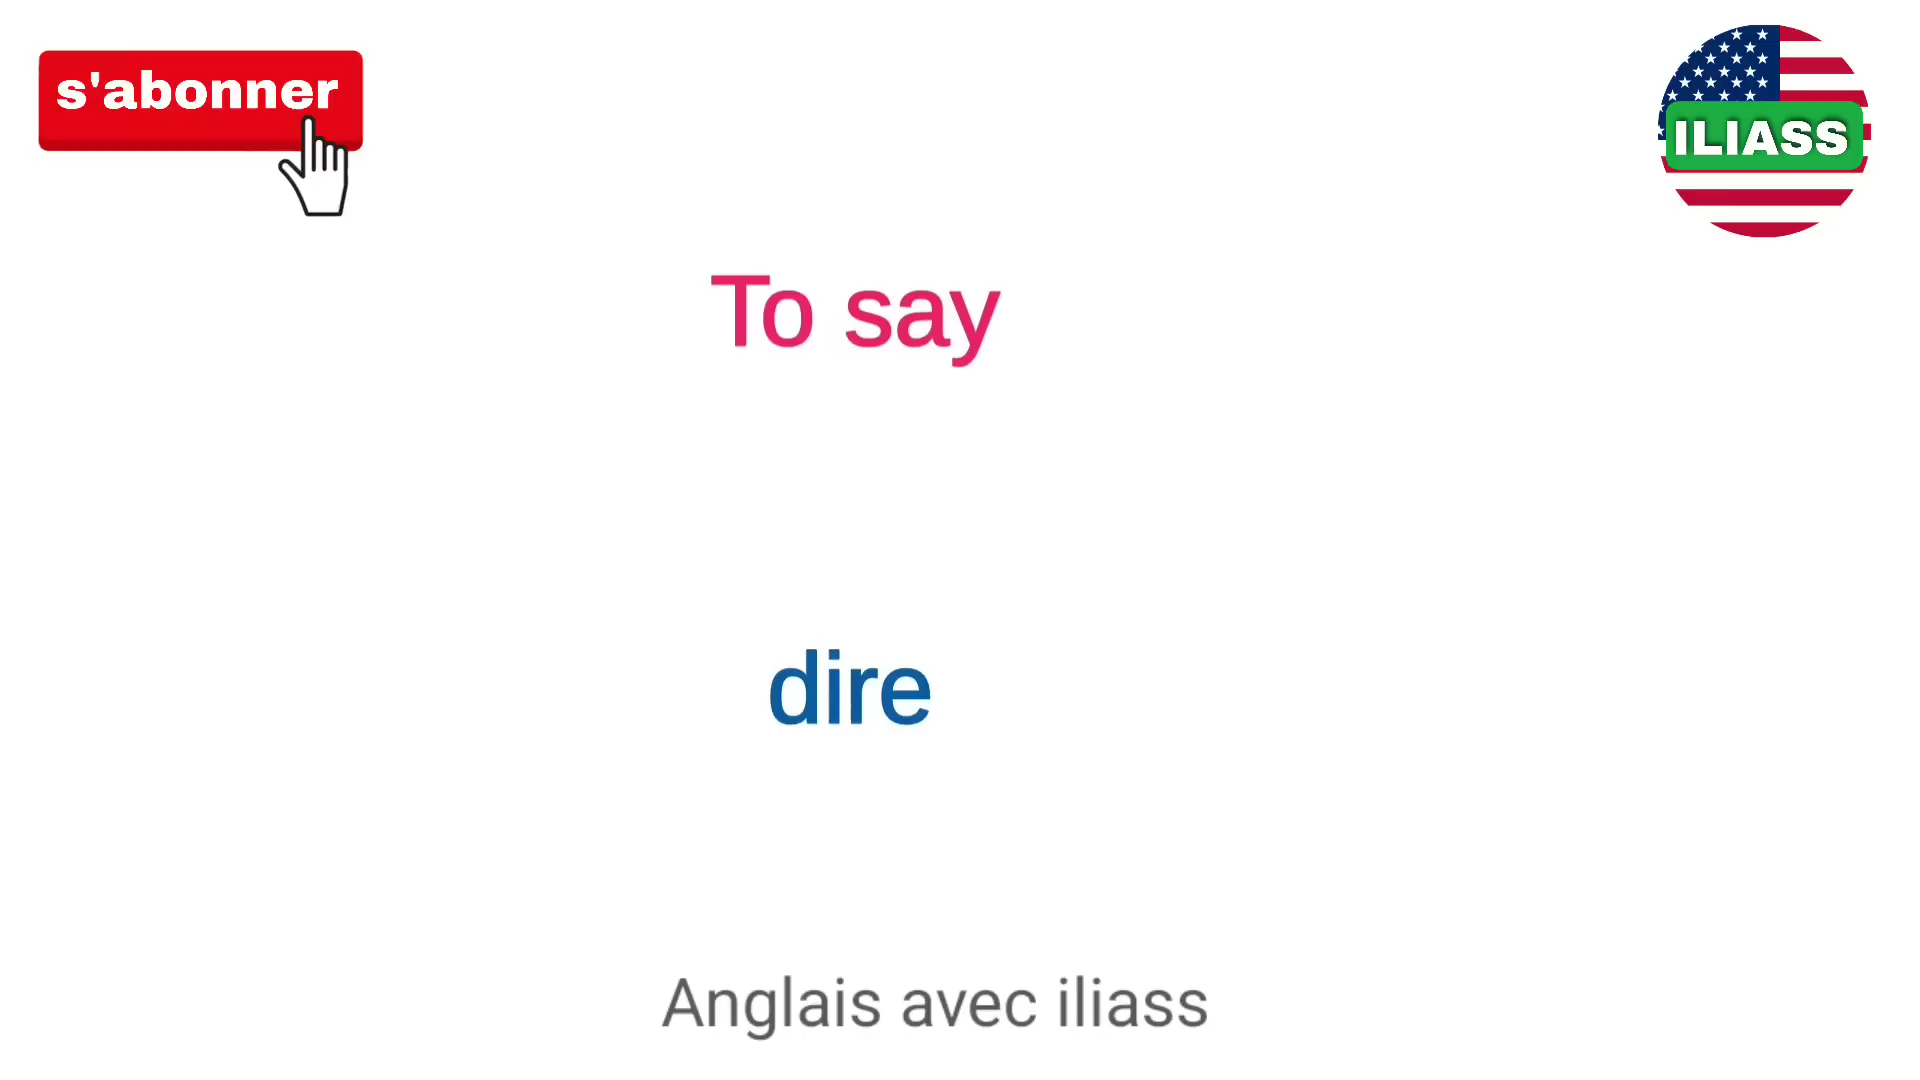 s'abonner
ILIASS
To say
dire
Anglais avec iliass